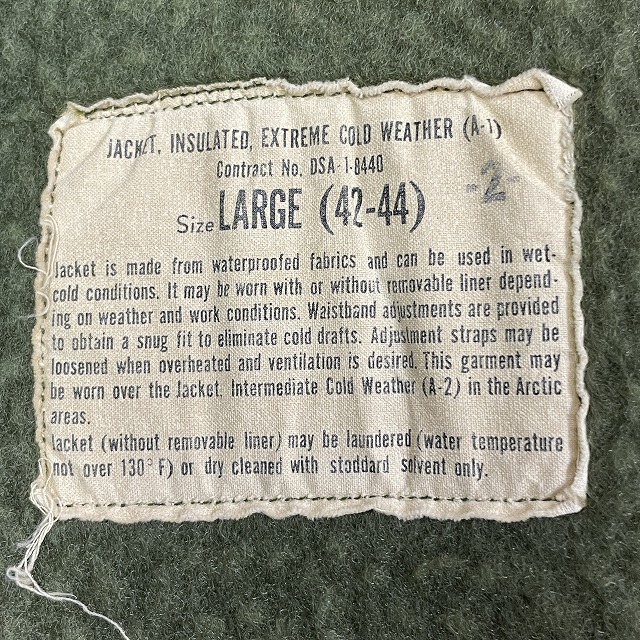 JACKET, INSULATED, EXTREME COLD WEATHER (A-1)
Contract No. DSA-1-8440
-2-
Size LARGE (42-44)
Jacket is made from waterproofed fabrics and can be used in wet-
cold conditions. It may be worn with or without removable liner depend-
ing on weather and work conditions. Waistband adjustments are provided
to obtain a snug fit to eliminate cold drafts. Adjustment straps may be
loosened when overheated and ventilation is desired. This garment may
be worn over the Jacket, Intermediate Cold Weather (A-2) in the Arctic
areas.
Jacket (without removable liner) may be laundered (water temperature
not over 130° F) or dry cleaned with stoddard solvent only.